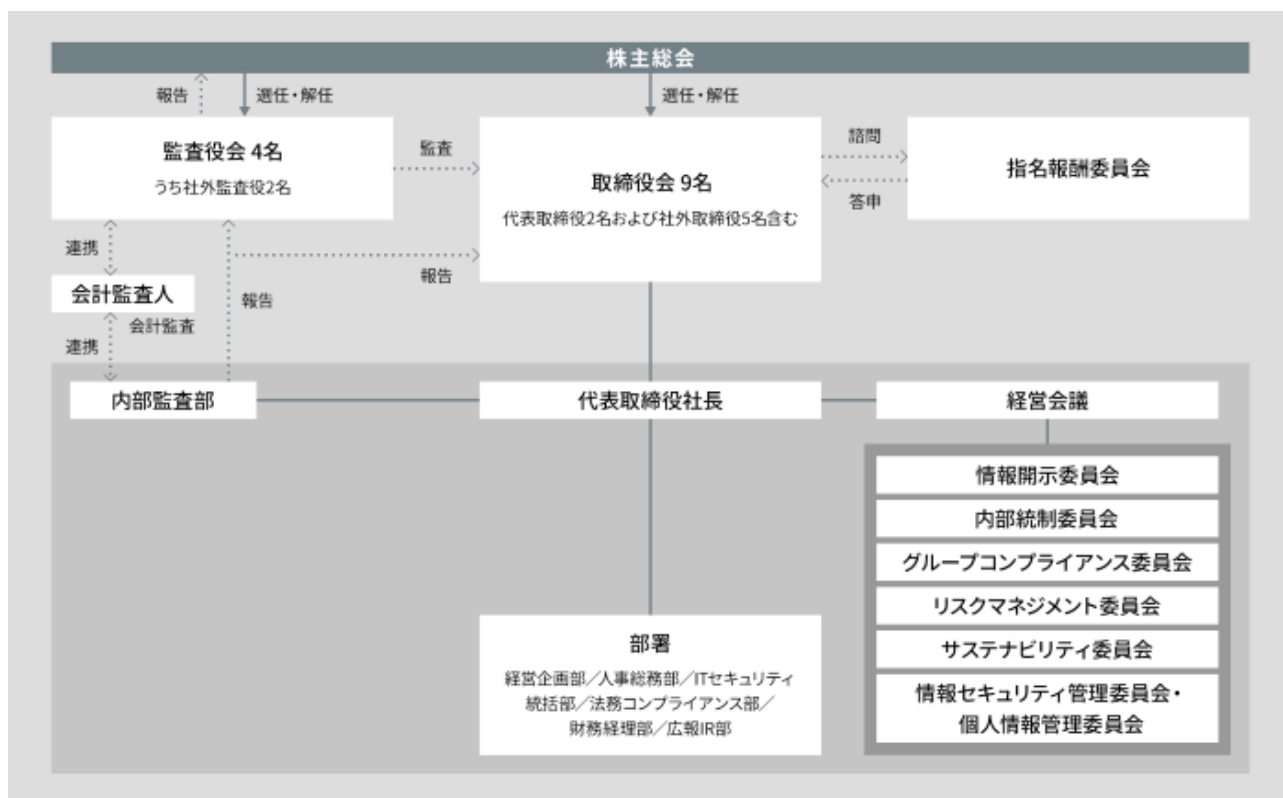 株主総会
報告
選任・解任
選任・解任
監査役会 4名
うち社外監査役2名
監査
取締役会 9名
代表取締役2名および社外取締役5名含む
諮問
答申
指名報酬委員会
連携
報告
会計監査人
報告
会計監査
連携
内部監査部
代表取締役社長
経営会議
情報開示委員会
内部統制委員会
グループコンプライアンス委員会
リスクマネジメント委員会
サステナビリティ委員会
情報セキュリティ管理委員会・
個人情報管理委員会
部署
経営企画部／人事総務部／ITセキュリティ
統括部／法務コンプライアンス部／
財務経理部／広報IR部